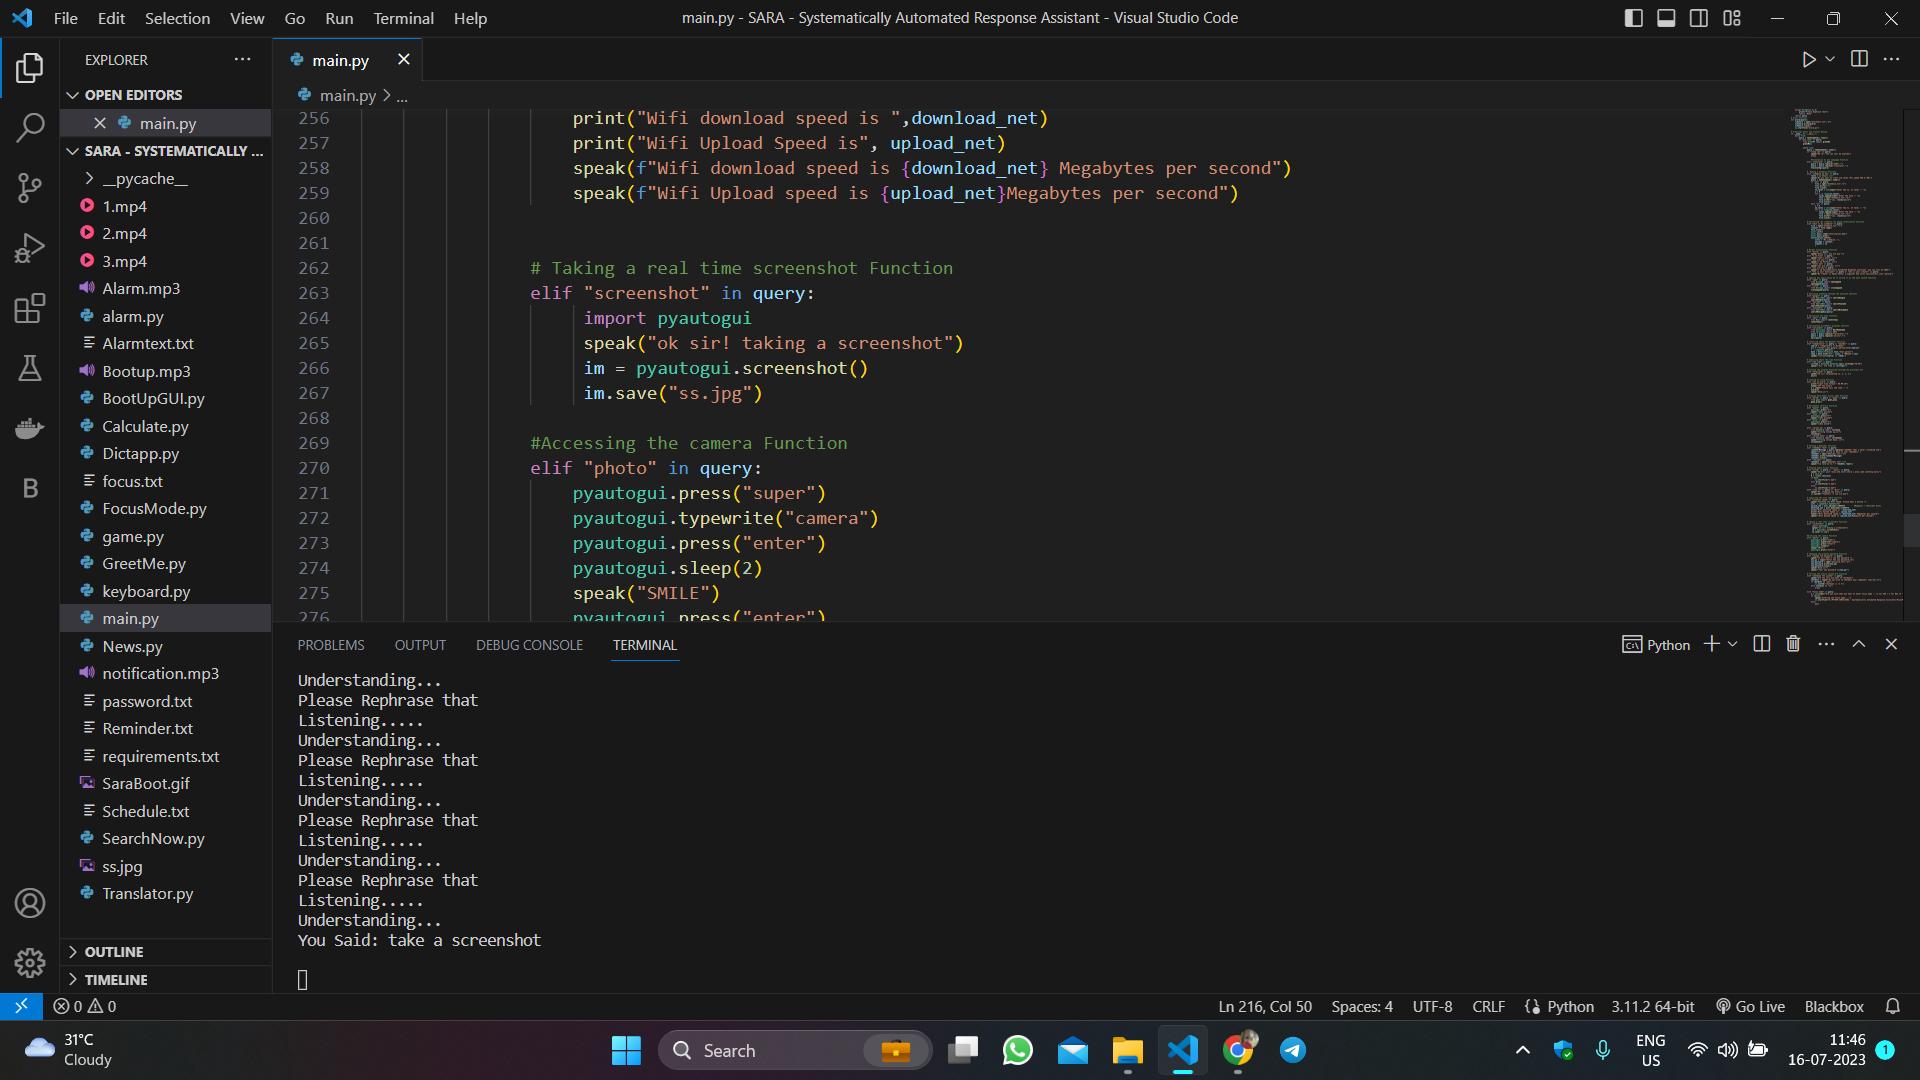 File Edit Selection View Go Run Terminal Help
main.py - SARA - Systematically Automated Response Assistant - Visual Studio Code
EXPLORER
OPEN EDITORS
main.py
SARA - SYSTEMATICALLY ...
__pycache__
1.mp4
2.mp4
3.mp4
Alarm.mp3
alarm.py
Alarmtext.txt
Bootup.mp3
BootUpGUI.py
Calculate.py
Dictapp.py
focus.txt
FocusMode.py
game.py
GreetMe.py
keyboard.py
main.py
News.py
notification.mp3
password.txt
Reminder.txt
requirements.txt
SaraBoot.gif
Schedule.txt
SearchNow.py
ss.jpg
Translator.py
OUTLINE
TIMELINE
B
main.py
main.py > ...
256 print("Wifi download speed is ",download_net)
257 print("Wifi Upload Speed is", upload_net)
258 speak(f"Wifi download speed is {download_net} Megabytes per second")
259 speak(f"Wifi Upload speed is {upload_net}Megabytes per second")
260
261
262 # Taking a real time screenshot Function
263 elif "screenshot" in query:
264 import pyautogui
265 speak("ok sir! taking a screenshot")
266 im = pyautogui.screenshot()
267 im.save("ss.jpg")
268
269 #Accessing the camera Function
270 elif "photo" in query:
271 pyautogui.press("super")
272 pyautogui.typewrite("camera")
273 pyautogui.press("enter")
274 pyautogui.sleep(2)
275 speak("SMILE")
276 pyautogui.press("enter")
PROBLEMS OUTPUT DEBUG CONSOLE TERMINAL
Python
Understanding...
Please Rephrase that
Listening.....
Understanding...
Please Rephrase that
Listening.....
Understanding...
Please Rephrase that
Listening.....
Understanding...
Please Rephrase that
Listening.....
Understanding...
You Said: take a screenshot
0 0
Ln 216, Col 50 Spaces: 4 UTF-8 CRLF Python 3.11.2 64-bit Go Live Blackbox
31°C
Cloudy
Search
ENG
US
11:46
16-07-2023
1